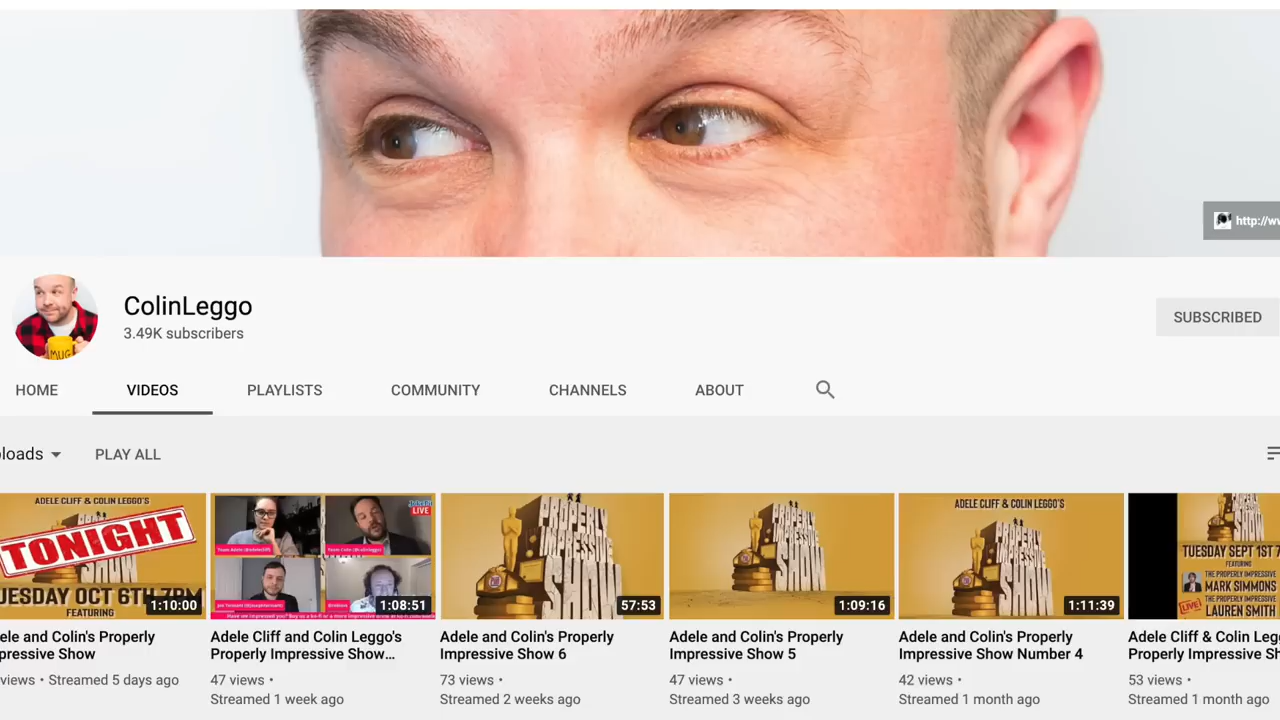 http://ww
ColinLeggo
3.49K subscribers
SUBSCRIBED
MUG
HOME
VIDEOS
PLAYLISTS
COMMUNITY
CHANNELS
ABOUT
loads
PLAY ALL
ADELE CLIFF & COLIN LEGGO'S
TONIGHT
SHOW
UESDAY OCT 6TH 7PM
FEATURING
1:10:00
LIVE
1:08:51
PROPERLY
IMPRESSIVE
SHOW
57:53
PROPERLY
IMPRESSIVE
SHOW
1:09:16
ADELE CLIFF & COLIN LEGGO'S
PROPERLY
IMPRESSIVE
SHOW
1:11:39
TUESDAY SEPT 1ST 7
FEATURING
THE PROPERLY IMPRESSIVE
MARK SIMMONS
THE PROPERLY IMPRESSIVE
LAUREN SMITH
LIVE!
ele and Colin's Properly
pressive Show
views • Streamed 5 days ago
Adele Cliff and Colin Leggo's
Properly Impressive Show...
47 views •
Streamed 1 week ago
Adele and Colin's Properly
Impressive Show 6
73 views •
Streamed 2 weeks ago
Adele and Colin's Properly
Impressive Show 5
47 views •
Streamed 3 weeks ago
Adele and Colin's Properly
Impressive Show Number 4
42 views •
Streamed 1 month ago
Adele Cliff & Colin Leg
Properly Impressive Sh
53 views •
Streamed 1 month ago